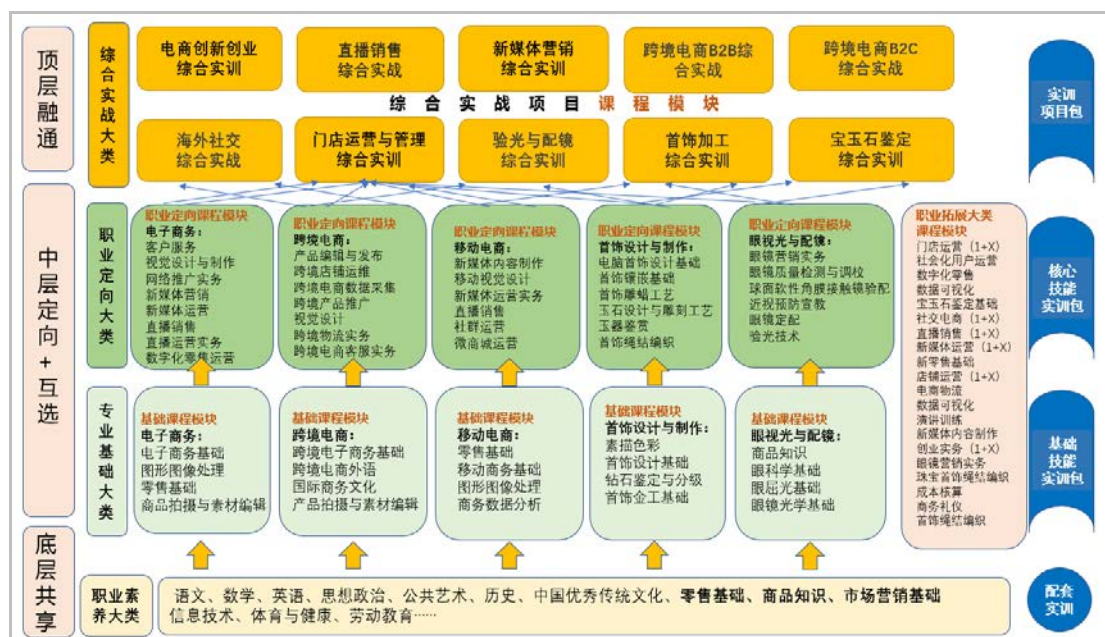 顶层融通
综合实战大类
电商创新创业
综合实训
直播销售
综合实战
新媒体营销
综合实训
跨境电商B2B综
合实战
跨境电商B2C
综合实训
综合实战项目课程模块
海外社交
综合实战
门店运营与管理
综合实训
验光与配镜
综合实训
首饰加工
综合实训
宝玉石鉴定
综合实训
实训
项目包
中层定向+互选
职业定向大类
职业定向课程模块
电子商务：
客户服务
视觉设计与制作
网络推广实务
新媒体营销
新媒体运营
直播销售
直播运营实务
数字化零售运营
职业定向课程模块
跨境电商：
产品编辑与发布
跨境店铺运维
跨境电商数据采集
跨境产品推广
视觉设计
跨境物流实务
跨境电商客服实务
职业定向课程模块
移动电商：
新媒体内容制作
移动视觉设计
新媒体运营实务
直播销售
社群运营
微商城运营
职业定向课程模块
首饰设计与制作：
电脑首饰设计基础
首饰镶嵌基础
首饰雕蜡工艺
玉石设计与雕刻工艺
玉器鉴赏
首饰绳结编织
职业定向课程模块
眼视光与配镜：
眼镜营销实务
眼镜质量检测与调校
球面软性角膜接触镜验配
近视预防宣教
眼镜定配
验光技术
职业拓展大类
课程模块
门店运营（1+X）
社会化用户运营
数字化零售
数据可视化
宝玉石鉴定基础
社交电商（1+X）
直播销售（1+X）
新媒体运营（1+X）
新零售基础
店铺运营（1+X）
电商物流
数据可视化
演讲训练
新媒体内容制作
创业实务（1+X）
眼镜营销实务
珠宝首饰绳结编织
成本核算
商务礼仪
首饰绳结编织
核心
技能
实训包
专业基础大类
基础课程模块
电子商务：
电子商务基础
图形图像处理
零售基础
商品拍摄与素材编辑
基础课程模块
跨境电商：
跨境电子商务基础
跨境电商外语
国际商务文化
产品拍摄与素材编辑
基础课程模块
移动电商：
零售基础
移动商务基础
图形图像处理
商务数据分析
基础课程模块
首饰设计与制作：
素描色彩
首饰设计基础
钻石鉴定与分级
首饰金工基础
基础课程模块
眼视光与配镜：
商品知识
眼科学基础
眼屈光基础
眼镜光学基础
基础
技能
实训包
底层共享
职业素
养大类
语文、数学、英语、思想政治、公共艺术、历史、中国优秀传统文化、零售基础、商品知识、市场营销基础
信息技术、体育与健康、劳动教育……
配套
实训